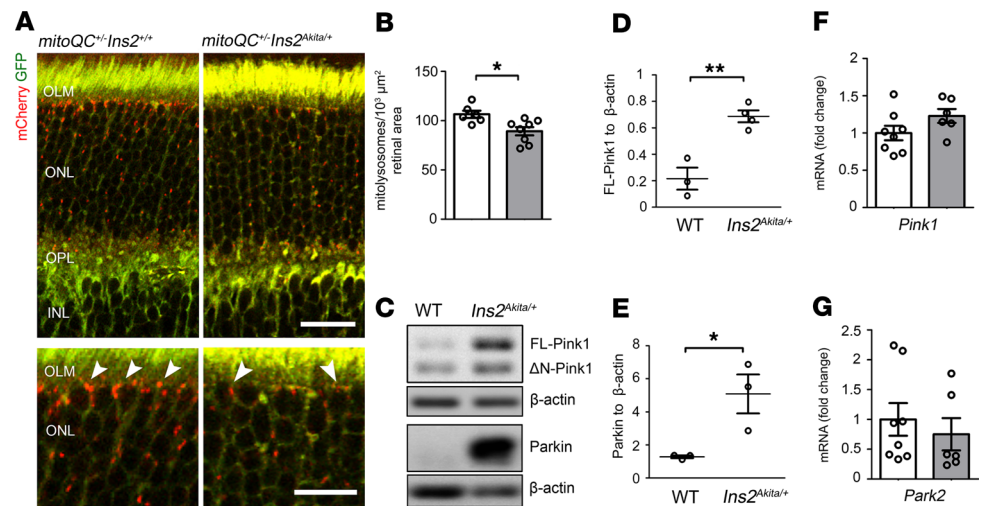 A
mitoQC+/-Ins2+/+
mitoQC+/-Ins2Akita/+
mCherry GFP
OLM
ONL
OPL
INL
OLM
ONL
B
*
150
100
50
0
mitolysosomes/10³ µm²
retinal area
C
WT
Ins2Akita/+
FL-Pink1
ΔN-Pink1
β-actin
Parkin
β-actin
D
**
1
0.8
0.6
0.4
0.2
0
FL-Pink1 to β-actin
WT
Ins2Akita/+
E
*
8
6
4
2
0
Parkin to β-actin
WT
Ins2Akita/+
F
2
1.5
1
0.5
0
mRNA (fold change)
Pink1
G
2.5
2
1.5
1
0.5
0
mRNA (fold change)
Park2